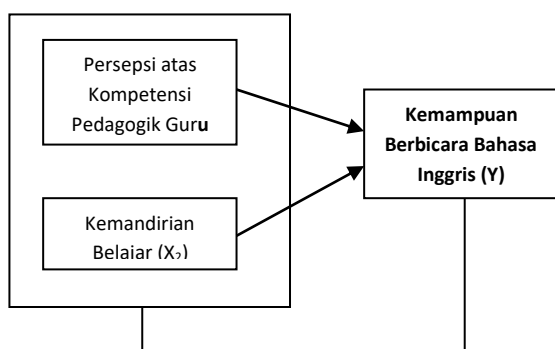 Persepsi atas
Kompetensi
Pedagogik Guru
Kemampuan
Berbicara Bahasa
Inggris (Y)
Kemandirian
Belajar (X₂)